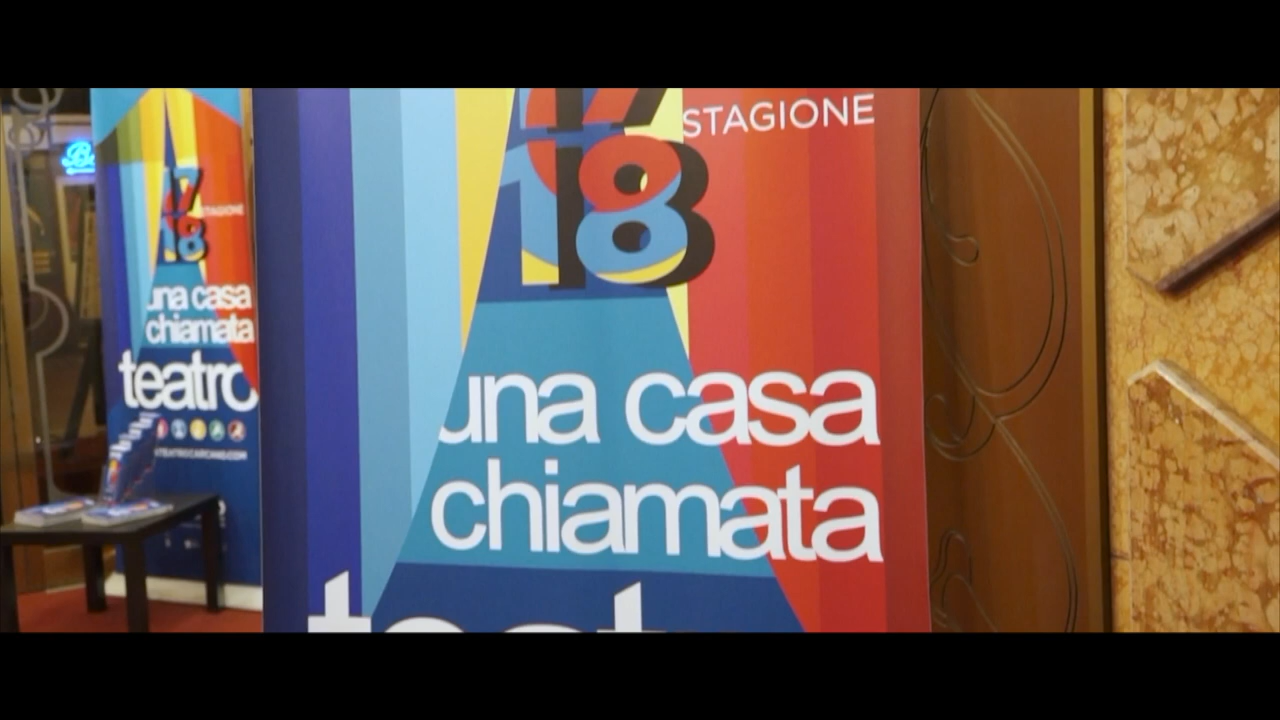 17
STAGIONE
18
una casa
chiamata
teatro
17
STAGIONE
18
una casa
chiamata